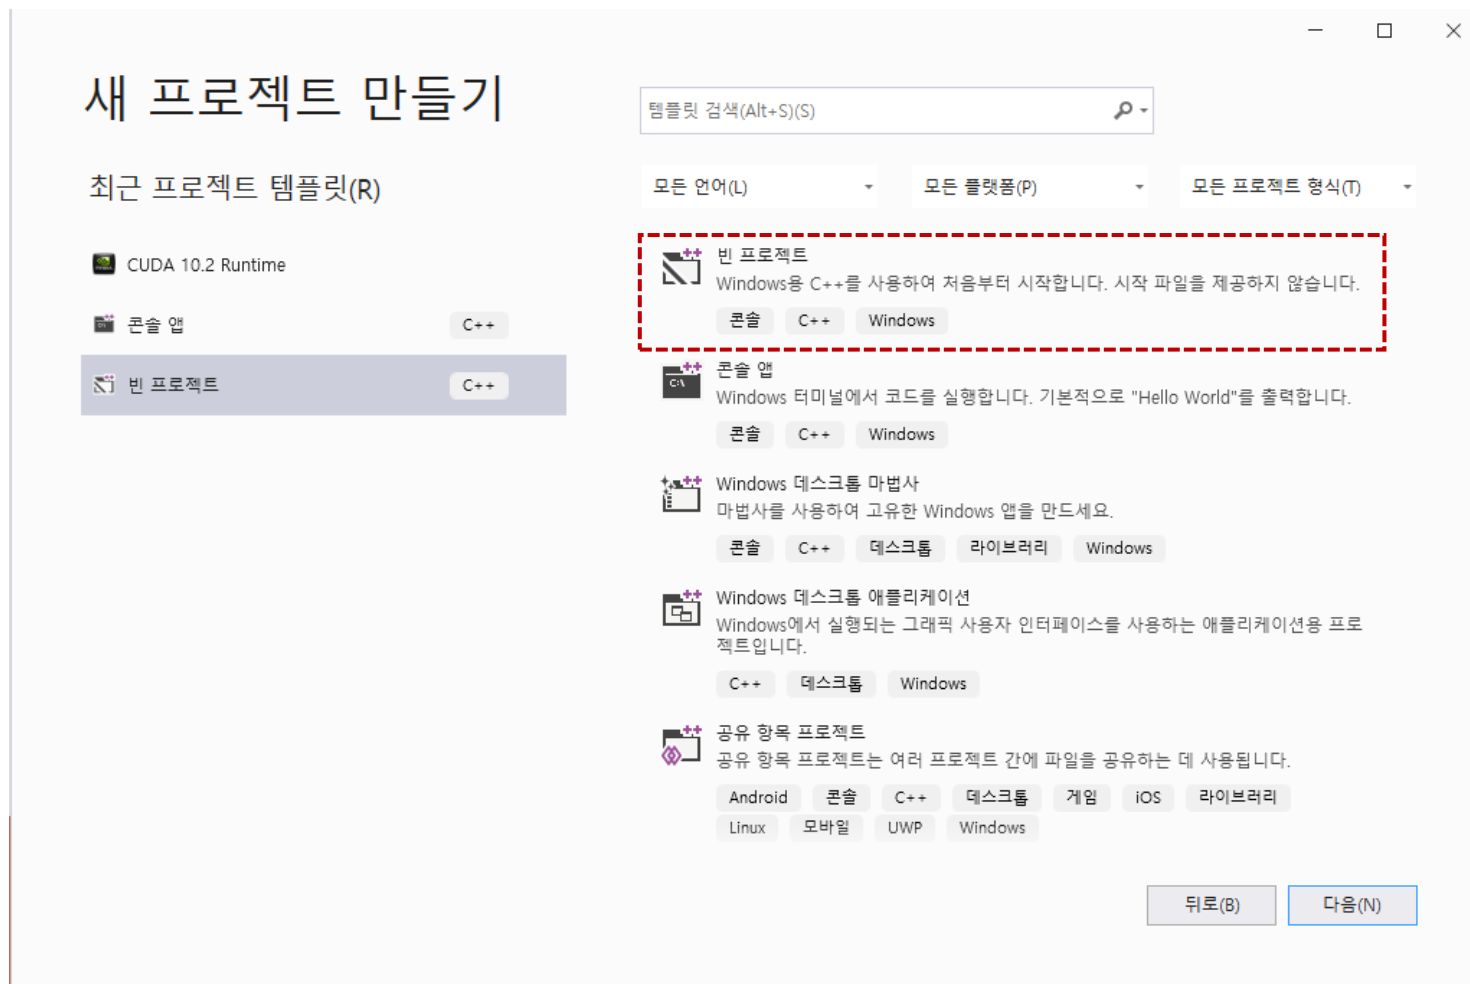 새 프로젝트 만들기
템플릿 검색(Alt+S)(S)
최근 프로젝트 템플릿(R)
모든 언어(L)
모든 플랫폼(P)
모든 프로젝트 형식(T)
CUDA 10.2 Runtime
콘솔 앱
C++
빈 프로젝트
C++
빈 프로젝트
Windows용 C++를 사용하여 처음부터 시작합니다. 시작 파일을 제공하지 않습니다.
콘솔 C++ Windows
콘솔 앱
Windows 터미널에서 코드를 실행합니다. 기본적으로 "Hello World"를 출력합니다.
콘솔 C++ Windows
Windows 데스크톱 마법사
마법사를 사용하여 고유한 Windows 앱을 만드세요.
콘솔 C++ 데스크톱 라이브러리 Windows
Windows 데스크톱 애플리케이션
Windows에서 실행되는 그래픽 사용자 인터페이스를 사용하는 애플리케이션용 프로
젝트입니다.
C++ 데스크톱 Windows
공유 항목 프로젝트
공유 항목 프로젝트는 여러 프로젝트 간에 파일을 공유하는 데 사용됩니다.
Android 콘솔 C++ 데스크톱 게임 iOS 라이브러리
Linux 모바일 UWP Windows
뒤로(B)
다음(N)